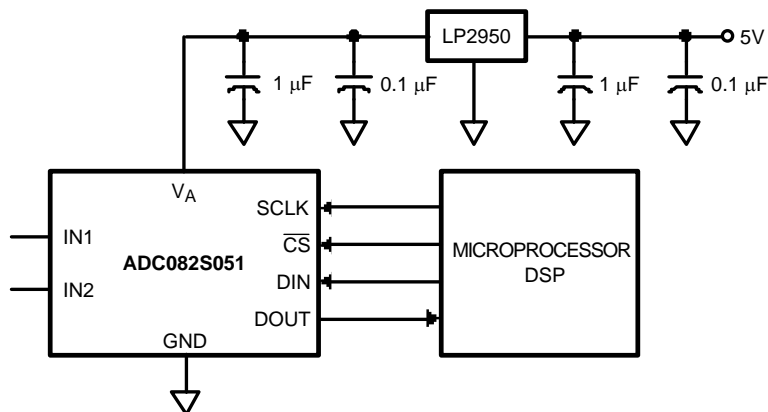 LP2950
5V
1 μF
0.1 μF
1 μF
0.1 μF
VA
SCLK
CS
DIN
DOUT
IN1
IN2
ADC082S051
GND
MICROPROCESSOR
DSP